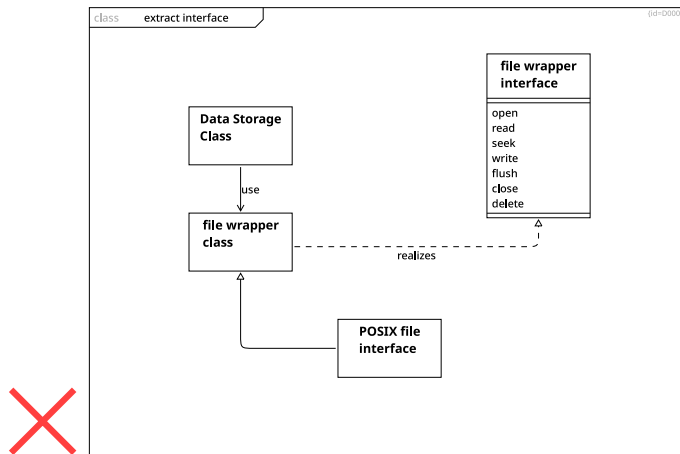 class extract interface
(id=D000
file wrapper
interface
open
read
seek
write
flush
close
delete
Data Storage
Class
use
file wrapper
class
realizes
POSIX file
interface